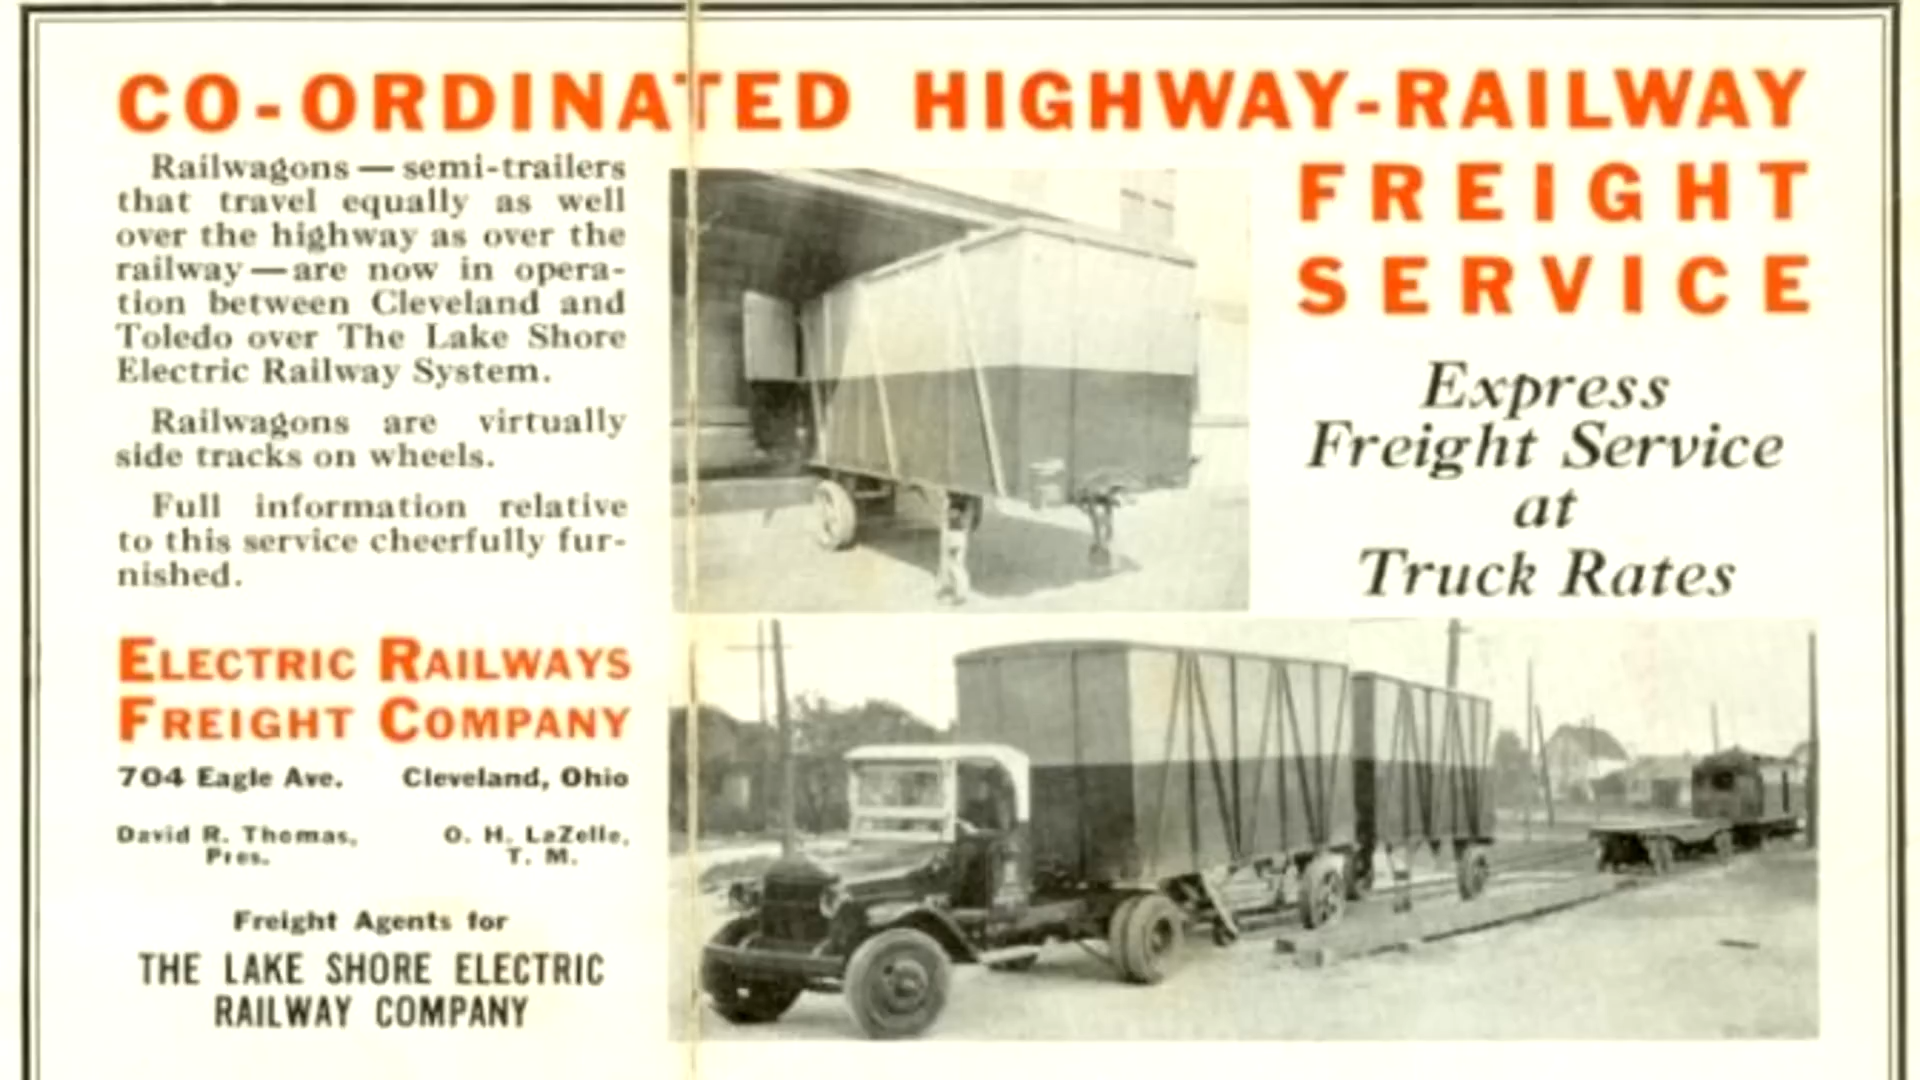 CO-ORDINATED HIGHWAY-RAILWAY
FREIGHT
SERVICE
Railwagons — semi-trailers
that travel equally as well
over the highway as over the
railway — are now in opera-
tion between Cleveland and
Toledo over The Lake Shore
Electric Railway System.
Railwagons are virtually
side tracks on wheels.
Full information relative
to this service cheerfully fur-
nished.
Express
Freight Service
at
Truck Rates
ELECTRIC RAILWAYS
FREIGHT COMPANY
704 Eagle Ave. Cleveland, Ohio
David R. Thomas, O. H. LaZelle,
Pres. T. M.
Freight Agents for
THE LAKE SHORE ELECTRIC
RAILWAY COMPANY